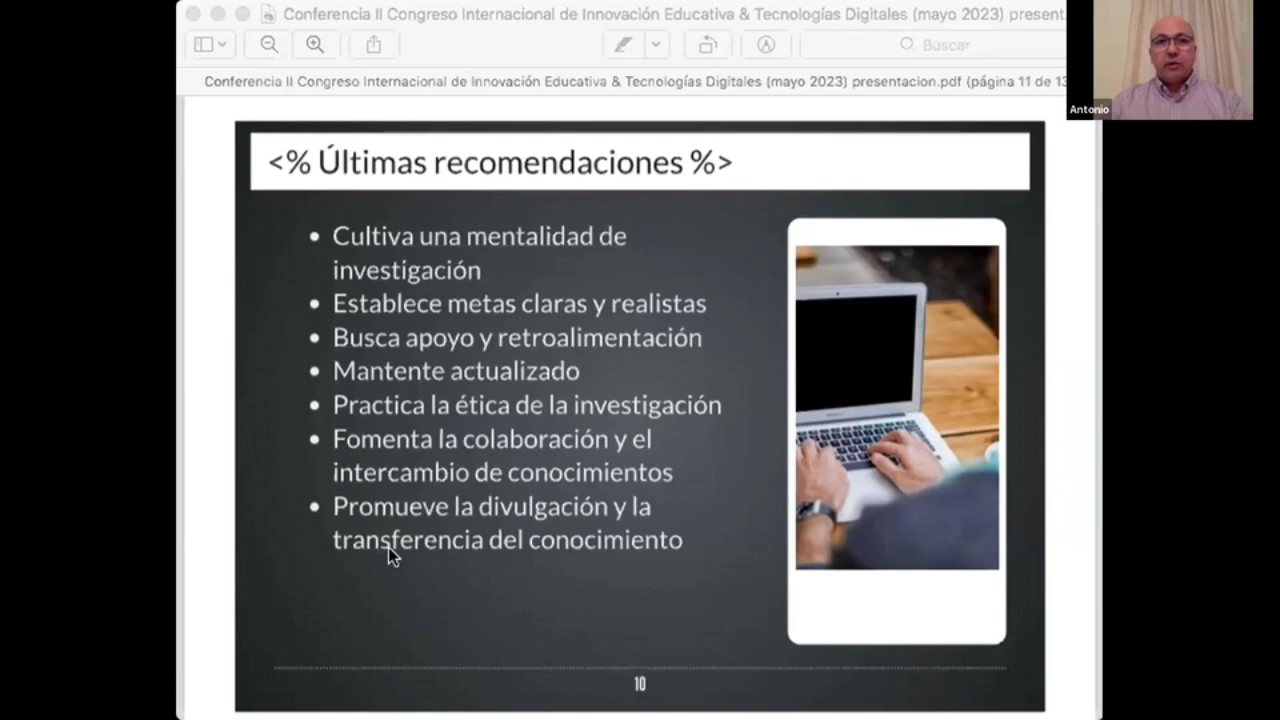 Conferencia II Congreso Internacional de Innovación Educativa & Tecnologías Digitales (mayo 2023) present
Buscar
Conferencia II Congreso Internacional de Innovación Educativa & Tecnologías Digitales (mayo 2023) presentacion.pdf (página 11 de 13
Antonio
<% Últimas recomendaciones %>
• Cultiva una mentalidad de
investigación
• Establece metas claras y realistas
• Busca apoyo y retroalimentación
• Mantente actualizado
• Practica la ética de la investigación
• Fomenta la colaboración y el
intercambio de conocimientos
• Promueve la divulgación y la
transferencia del conocimiento
10